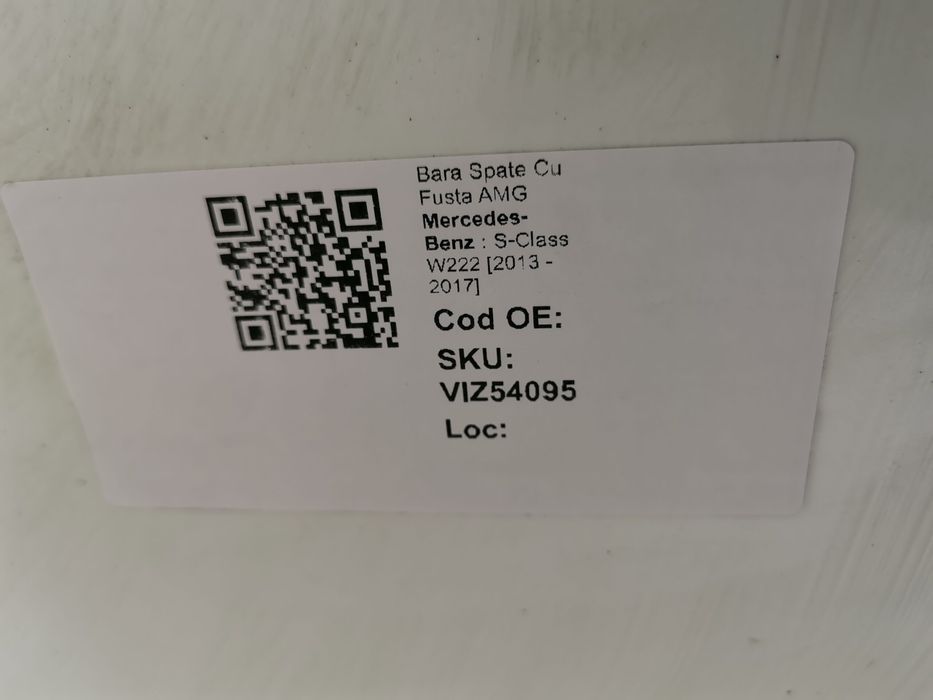 Bara Spate Cu
Fusta AMG
Mercedes-
Benz : S-Class
W222 [2013 -
2017]
Cod OE:
SKU:
VIZ54095
Loc: